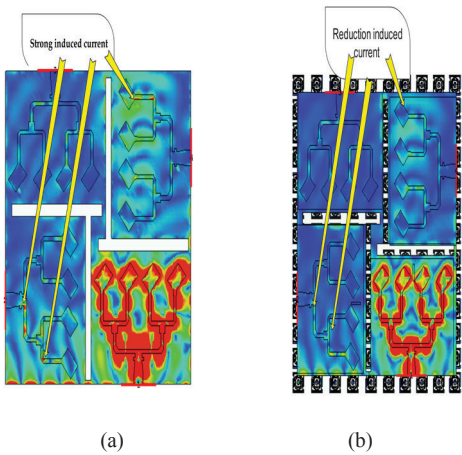 Strong induced current
Reduction induced
current
(a)
(b)